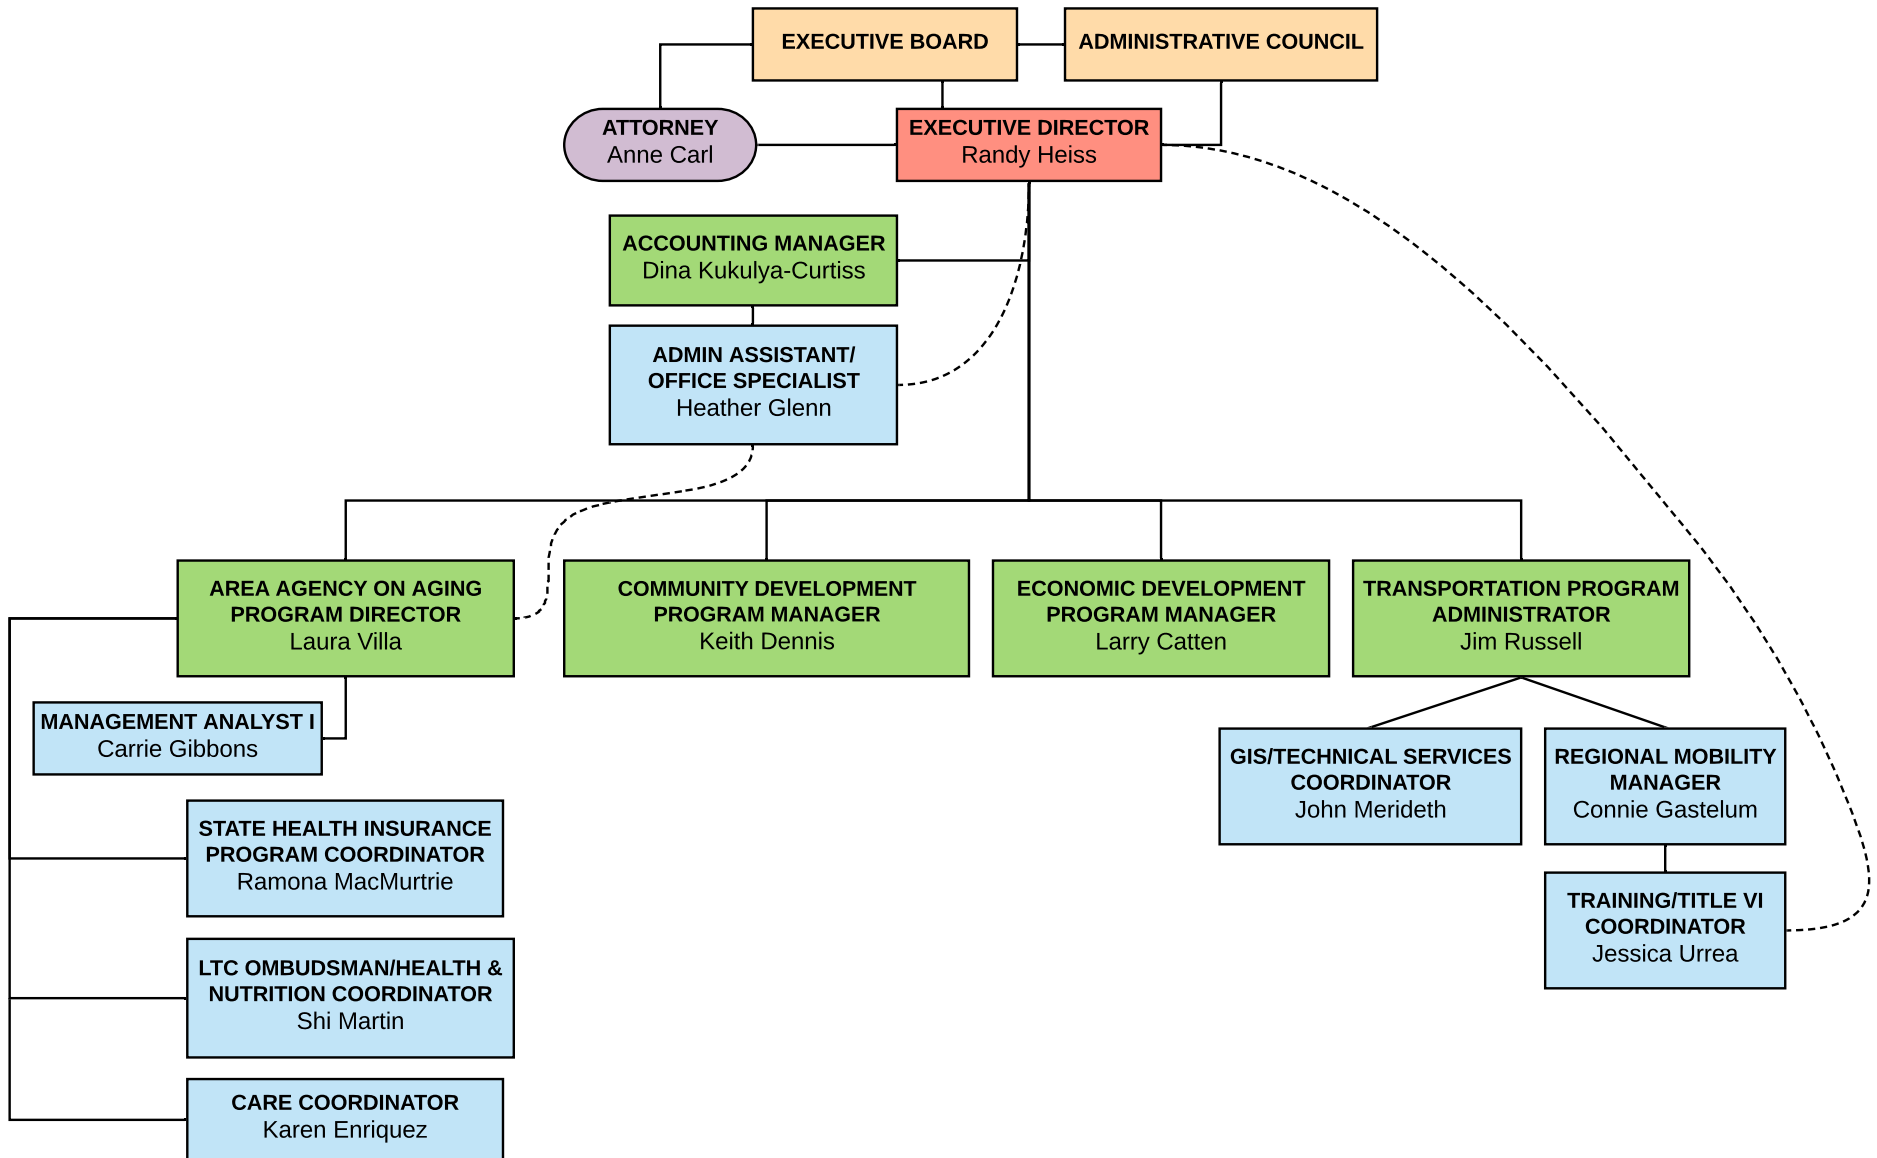 EXECUTIVE BOARD
ADMINISTRATIVE COUNCIL
ATTORNEY
Anne Carl
EXECUTIVE DIRECTOR
Randy Heiss
ACCOUNTING MANAGER
Dina Kukulya-Curtiss
ADMIN ASSISTANT/
OFFICE SPECIALIST
Heather Glenn
AREA AGENCY ON AGING
PROGRAM DIRECTOR
Laura Villa
COMMUNITY DEVELOPMENT
PROGRAM MANAGER
Keith Dennis
ECONOMIC DEVELOPMENT
PROGRAM MANAGER
Larry Catten
TRANSPORTATION PROGRAM
ADMINISTRATOR
Jim Russell
MANAGEMENT ANALYST I
Carrie Gibbons
GIS/TECHNICAL SERVICES
COORDINATOR
John Merideth
REGIONAL MOBILITY
MANAGER
Connie Gastelum
STATE HEALTH INSURANCE
PROGRAM COORDINATOR
Ramona MacMurtrie
TRAINING/TITLE VI
COORDINATOR
Jessica Urrea
LTC OMBUDSMAN/HEALTH &
NUTRITION COORDINATOR
Shi Martin
CARE COORDINATOR
Karen Enriquez